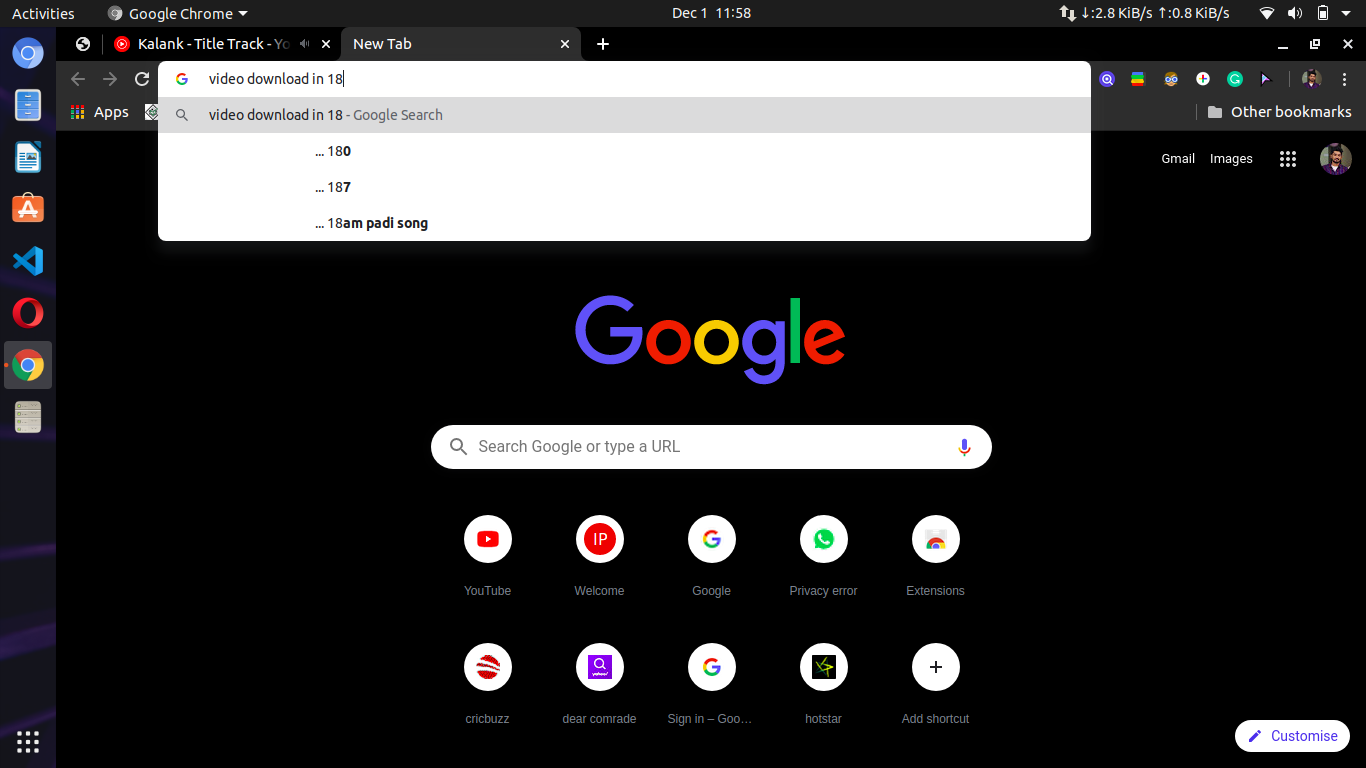 Activities
Google Chrome
Dec 1 11:58
↓:2.8 KiB/s ↑:0.8 KiB/s
Kalank - Title Track - Yo
New Tab
video download in 18
Apps
Other bookmarks
video download in 18 - Google Search
... 180
... 187
... 18am padi song
Gmail
Images
Google
Search Google or type a URL
IP
YouTube
Welcome
Google
Privacy error
Extensions
yahoo!
cricbuzz
dear comrade
Sign in – Goo...
hotstar
Add shortcut
Customise